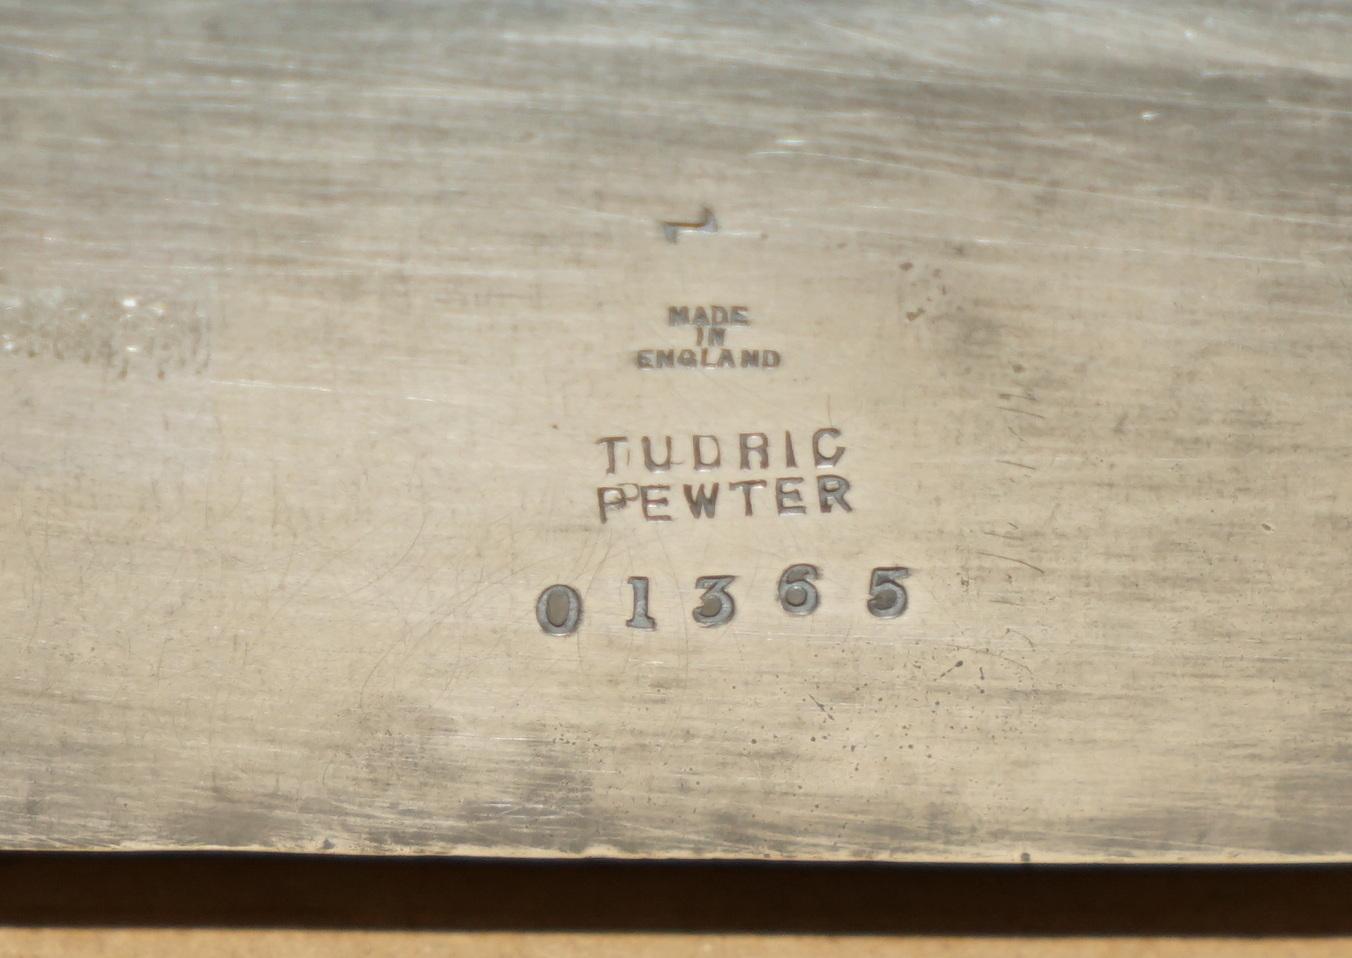 MADE
IN
ENGLAND
TUDRIC
PEWTER
01365